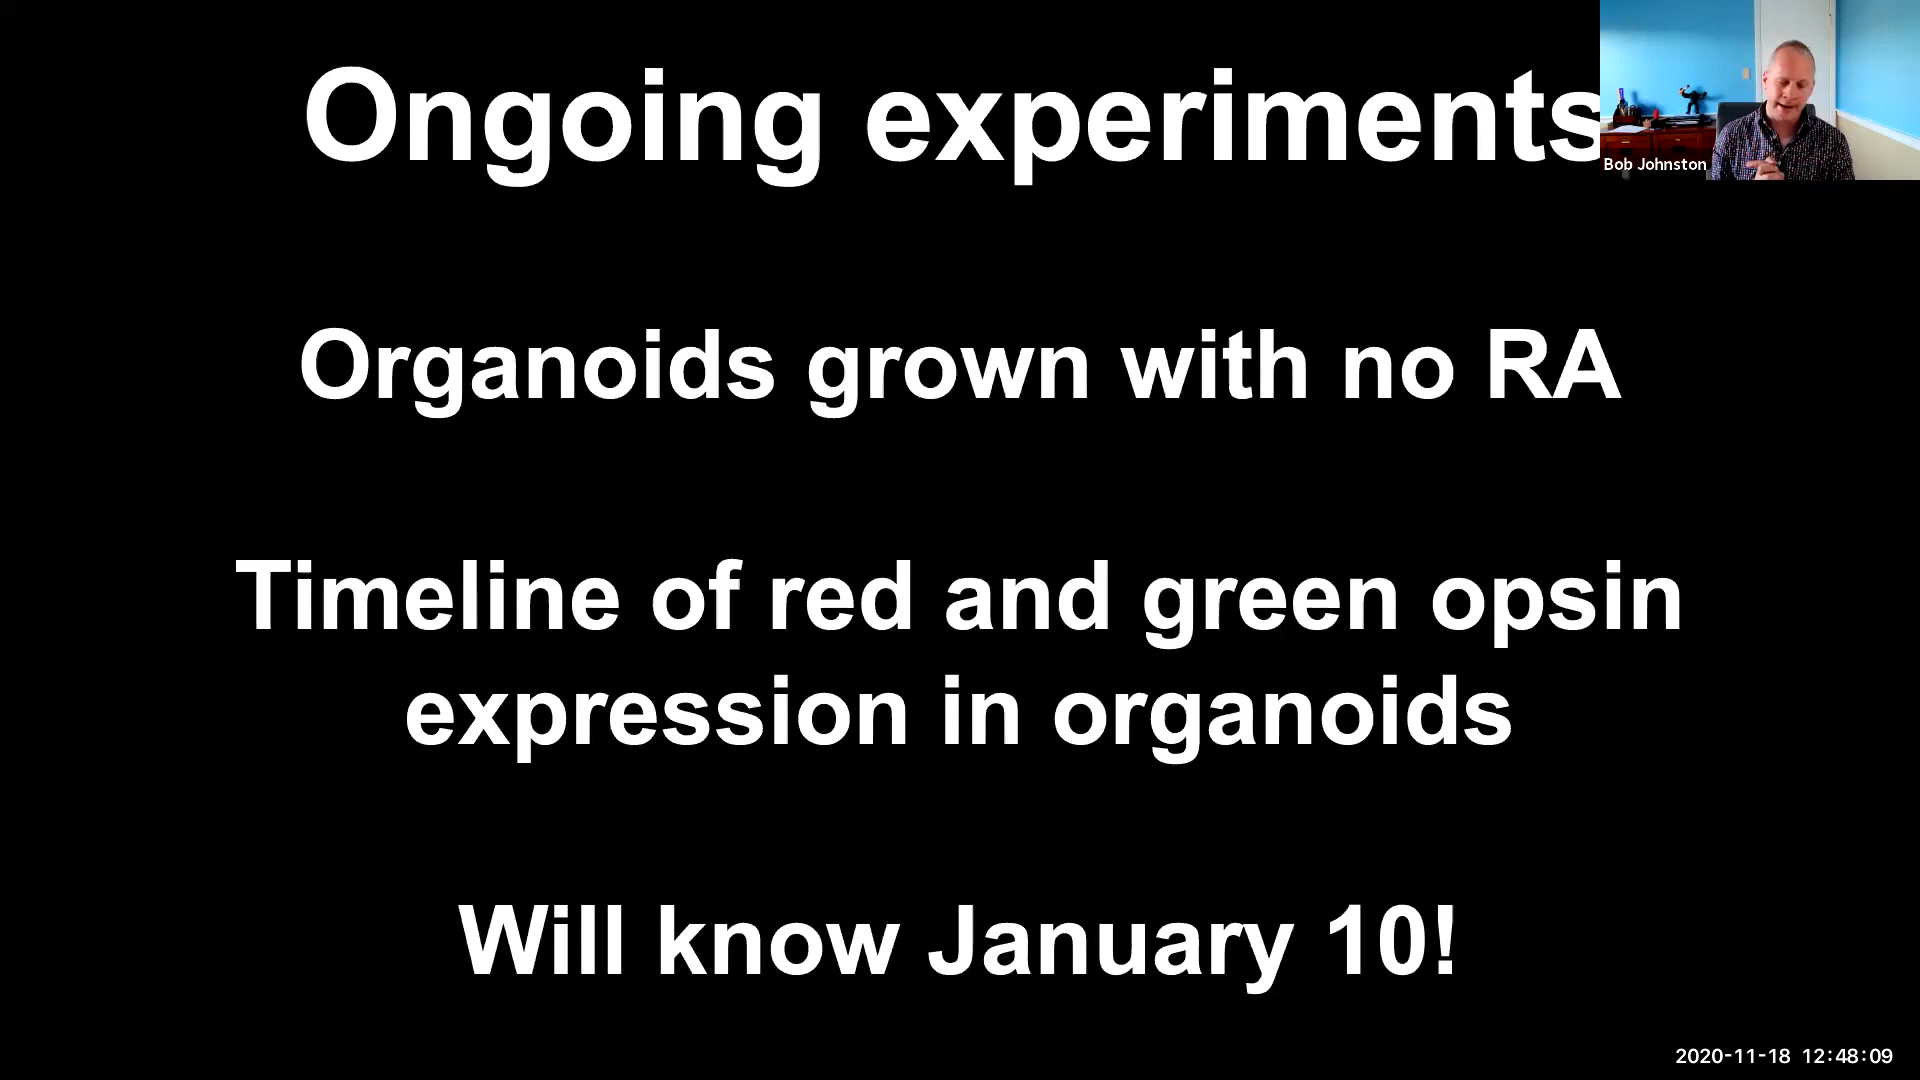 Ongoing experiments
Bob Johnston
Organoids grown with no RA
Timeline of red and green opsin
expression in organoids
Will know January 10!
2020-11-18 12:48:09